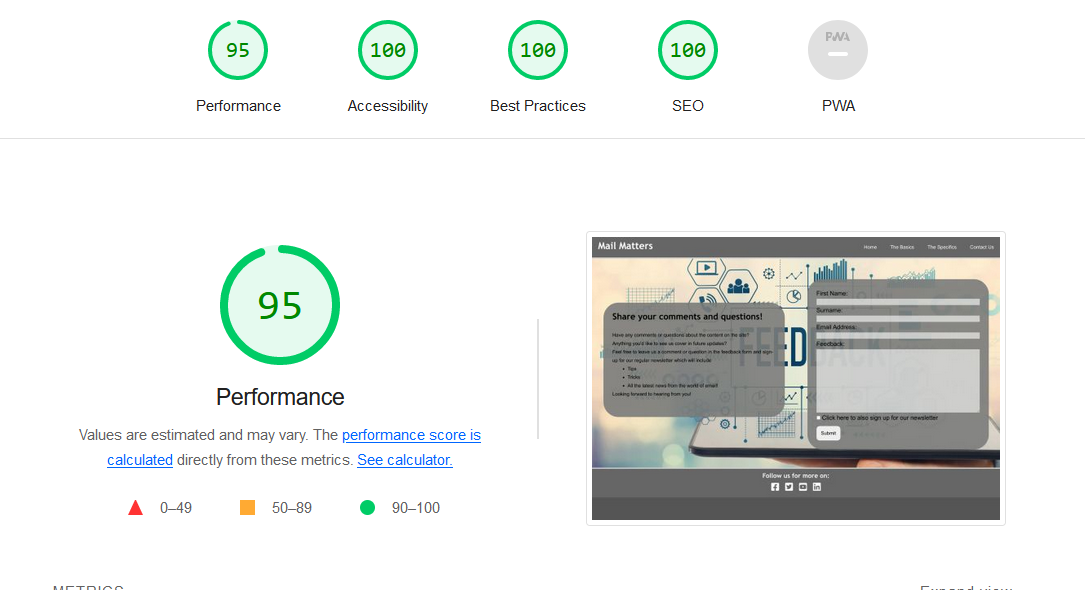 95
100
100
100
PWA
Performance
Accessibility
Best Practices
SEO
PWA
95
Performance
Values are estimated and may vary. The performance score is
calculated directly from these metrics. See calculator.
0–49
50–89
90–100
Mail Matters
Home
The Basics
The Specifics
Contact Us
Share your comments and questions!
Have any comments or questions about the content on the site?
Anything you'd like to see us cover in future updates?
Feel free to leave us a comment or question in the feedback form and sign-
up for our regular newsletter which will include:
Tips
Tricks
All the latest news from the world of email!
Looking forward to hearing from you!
FEEDBACK
First Name:
Surname:
Email Address:
Feedback:
Click here to also sign up for our newsletter
Submit
Follow us for more on:
METRICS
Expand view